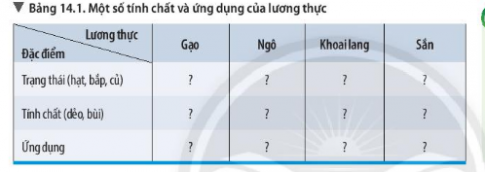 ▼ Bảng 14.1. Một số tính chất và ứng dụng của lương thực
Lương thực
Đặc điểm
Gạo Ngô Khoai lang Sắn
Trạng thái (hạt, bắp, củ) ? ? ? ?
Tính chất (dẻo, bùi) ? ? ? ?
Ứng dụng ? ? ? ?